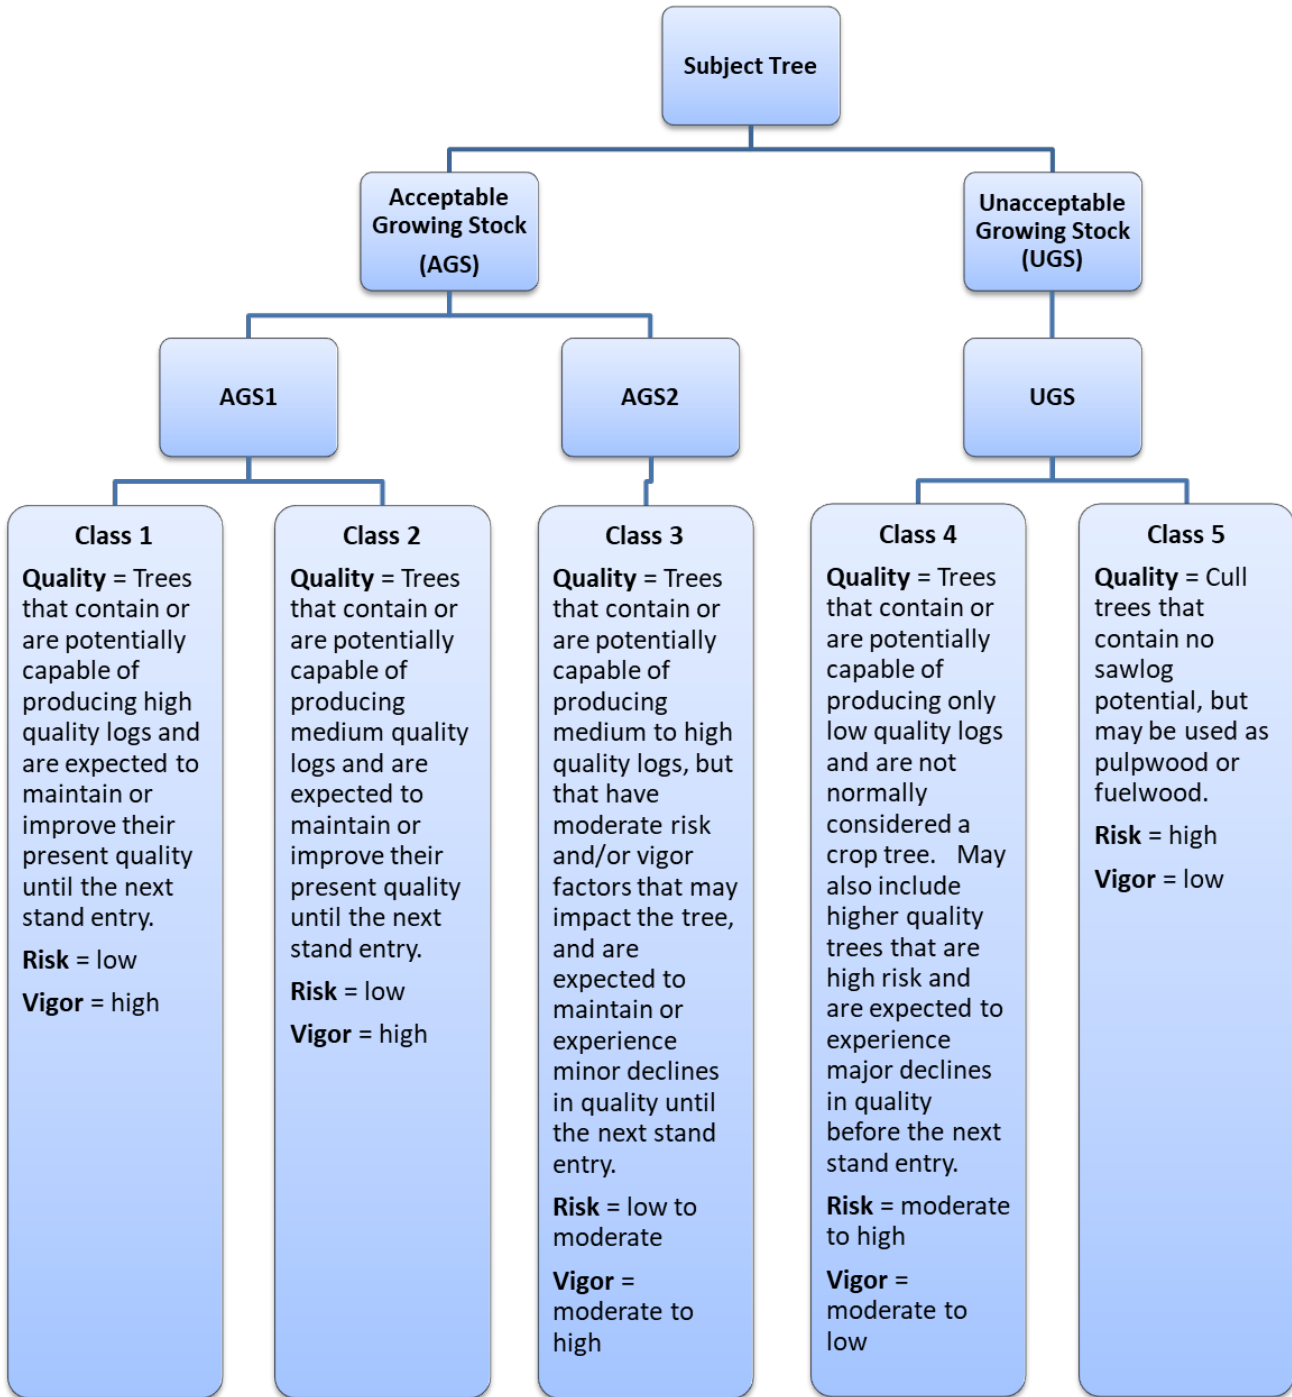 Subject Tree
Acceptable
Growing Stock
(AGS)
Unacceptable
Growing Stock
(UGS)
AGS1
AGS2
UGS
Class 1
Quality = Trees
that contain or
are potentially
capable of
producing high
quality logs and
are expected to
maintain or
improve their
present quality
until the next
stand entry.
Risk = low
Vigor = high
Class 2
Quality = Trees
that contain or
are potentially
capable of
producing
medium quality
logs and are
expected to
maintain or
improve their
present quality
until the next
stand entry.
Risk = low
Vigor = high
Class 3
Quality = Trees
that contain or
are potentially
capable of
producing
medium to high
quality logs, but
that have
moderate risk
and/or vigor
factors that may
impact the tree,
and are
expected to
maintain or
experience
minor declines
in quality until
the next stand
entry.
Risk = low to
moderate
Vigor =
moderate to
high
Class 4
Quality = Trees
that contain or
are potentially
capable of
producing only
low quality logs
and are not
normally
considered a
crop tree.   May
also include
higher quality
trees that are
high risk and
are expected to
experience
major declines
in quality
before the next
stand entry.
Risk = moderate
to high
Vigor =
moderate to
low
Class 5
Quality = Cull
trees that
contain no
sawlog
potential, but
may be used as
pulpwood or
fuelwood.
Risk = high
Vigor = low